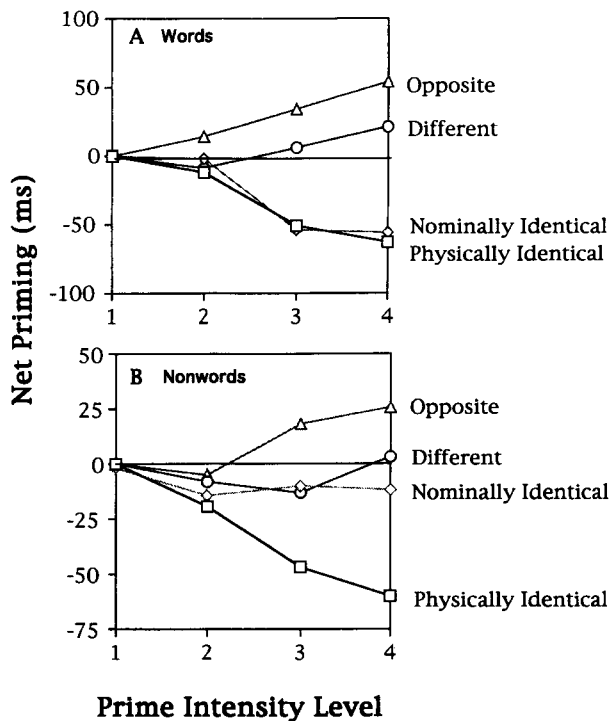 100
A Words
Opposite
50
Different
0
Nominally Identical
-50
Physically Identical
-100
1 2 3 4
Net Priming (ms)
50
B Nonwords
Opposite
25
Different
0
Nominally Identical
-25
-50
Physically Identical
-75
1 2 3 4
Prime Intensity Level